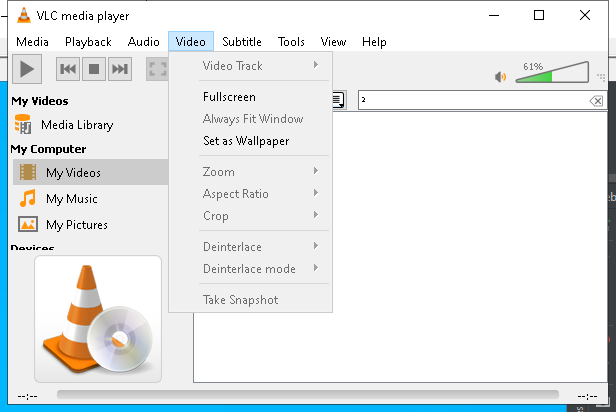 VLC media player
Media Playback Audio Video Subtitle Tools View Help
61%
Video Track
Fullscreen
Always Fit Window
Set as Wallpaper
Zoom
Aspect Ratio
Crop
Deinterlace
Deinterlace mode
Take Snapshot
My Videos
Media Library
My Computer
My Videos
My Music
My Pictures
Devices
--:--
--:--